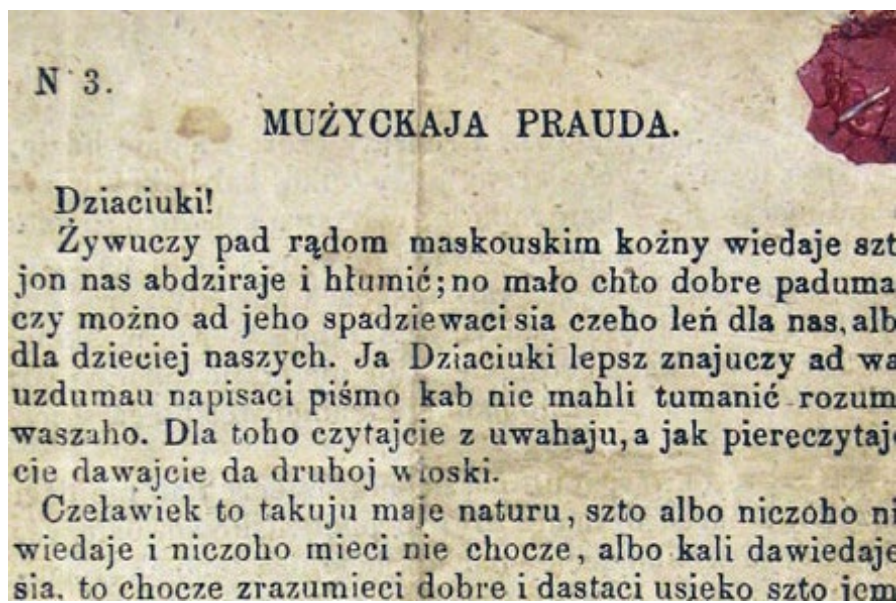 N 3.
MUŻYCKAJA PRAUDA.
Dziaciuki!
Żywuczy pad rądom maskouskim kożny wiedaje szt
jon nas abdziraje i hłumić; no mało chto dobre paduma
czy możno ad jeho spadziewaci sia czeho leń dla nas, alb
dla dzieciej naszych. Ja Dziaciuki lepsz znajuczy ad wa
uzdumau napisaci piśmo kab nie mahli tumanić rozum
waszaho. Dla toho czytajcie z uwahaju, a jak piereczytaj
cie dawajcie da druhoj wioski.
Czeławiek to takuju maje naturu, szto albo niczoho ni
wiedaje i niczoho mieci nie chocze, albo kali dawiedaje
sia, to chocze zrazumieci dobre i dastaci usieko szto jem